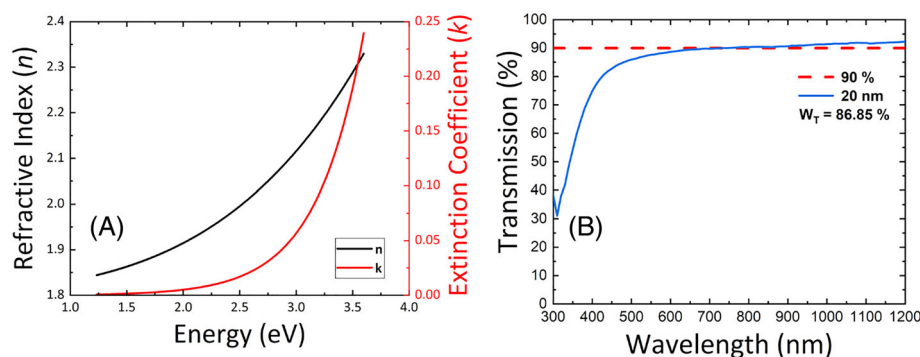 Refractive Index (n)
2.4
2.3
2.2
2.1
2.0
1.9
1.8
(A)
n
k
1.0
1.5
2.0
2.5
3.0
3.5
4.0
Energy (eV)
0.25
0.20
0.15
0.10
0.05
0.00
Extinction Coefficient (k)
Transmission (%)
100
90
80
70
60
50
40
30
20
10
0
90 %
20 nm
W_T = 86.85 %
(B)
300 400 500 600 700 800 900 1000 1100 1200
Wavelength (nm)